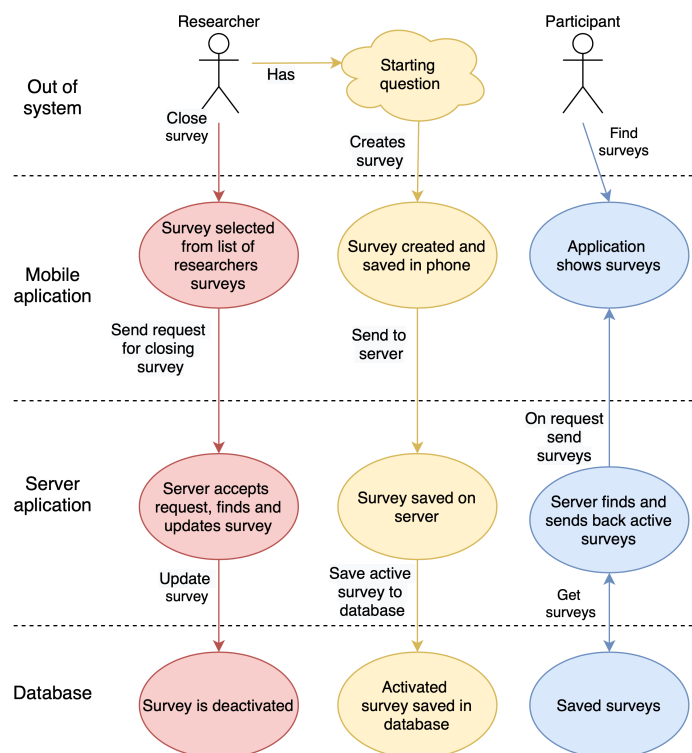 Researcher
Participant
Out of
system
Has
Starting
question
Close
survey
Creates
survey
Find
surveys
Mobile
aplication
Survey selected
from list of
researchers
surveys
Survey created and
saved in phone
Application
shows surveys
Send request
for closing
survey
Send to
server
On request
send
surveys
Server
aplication
Server accepts
request, finds and
updates survey
Survey saved on
server
Server finds and
sends back active
surveys
Update
survey
Save active
survey to
database
Get
surveys
Database
Survey is deactivated
Activated
survey saved in
database
Saved surveys